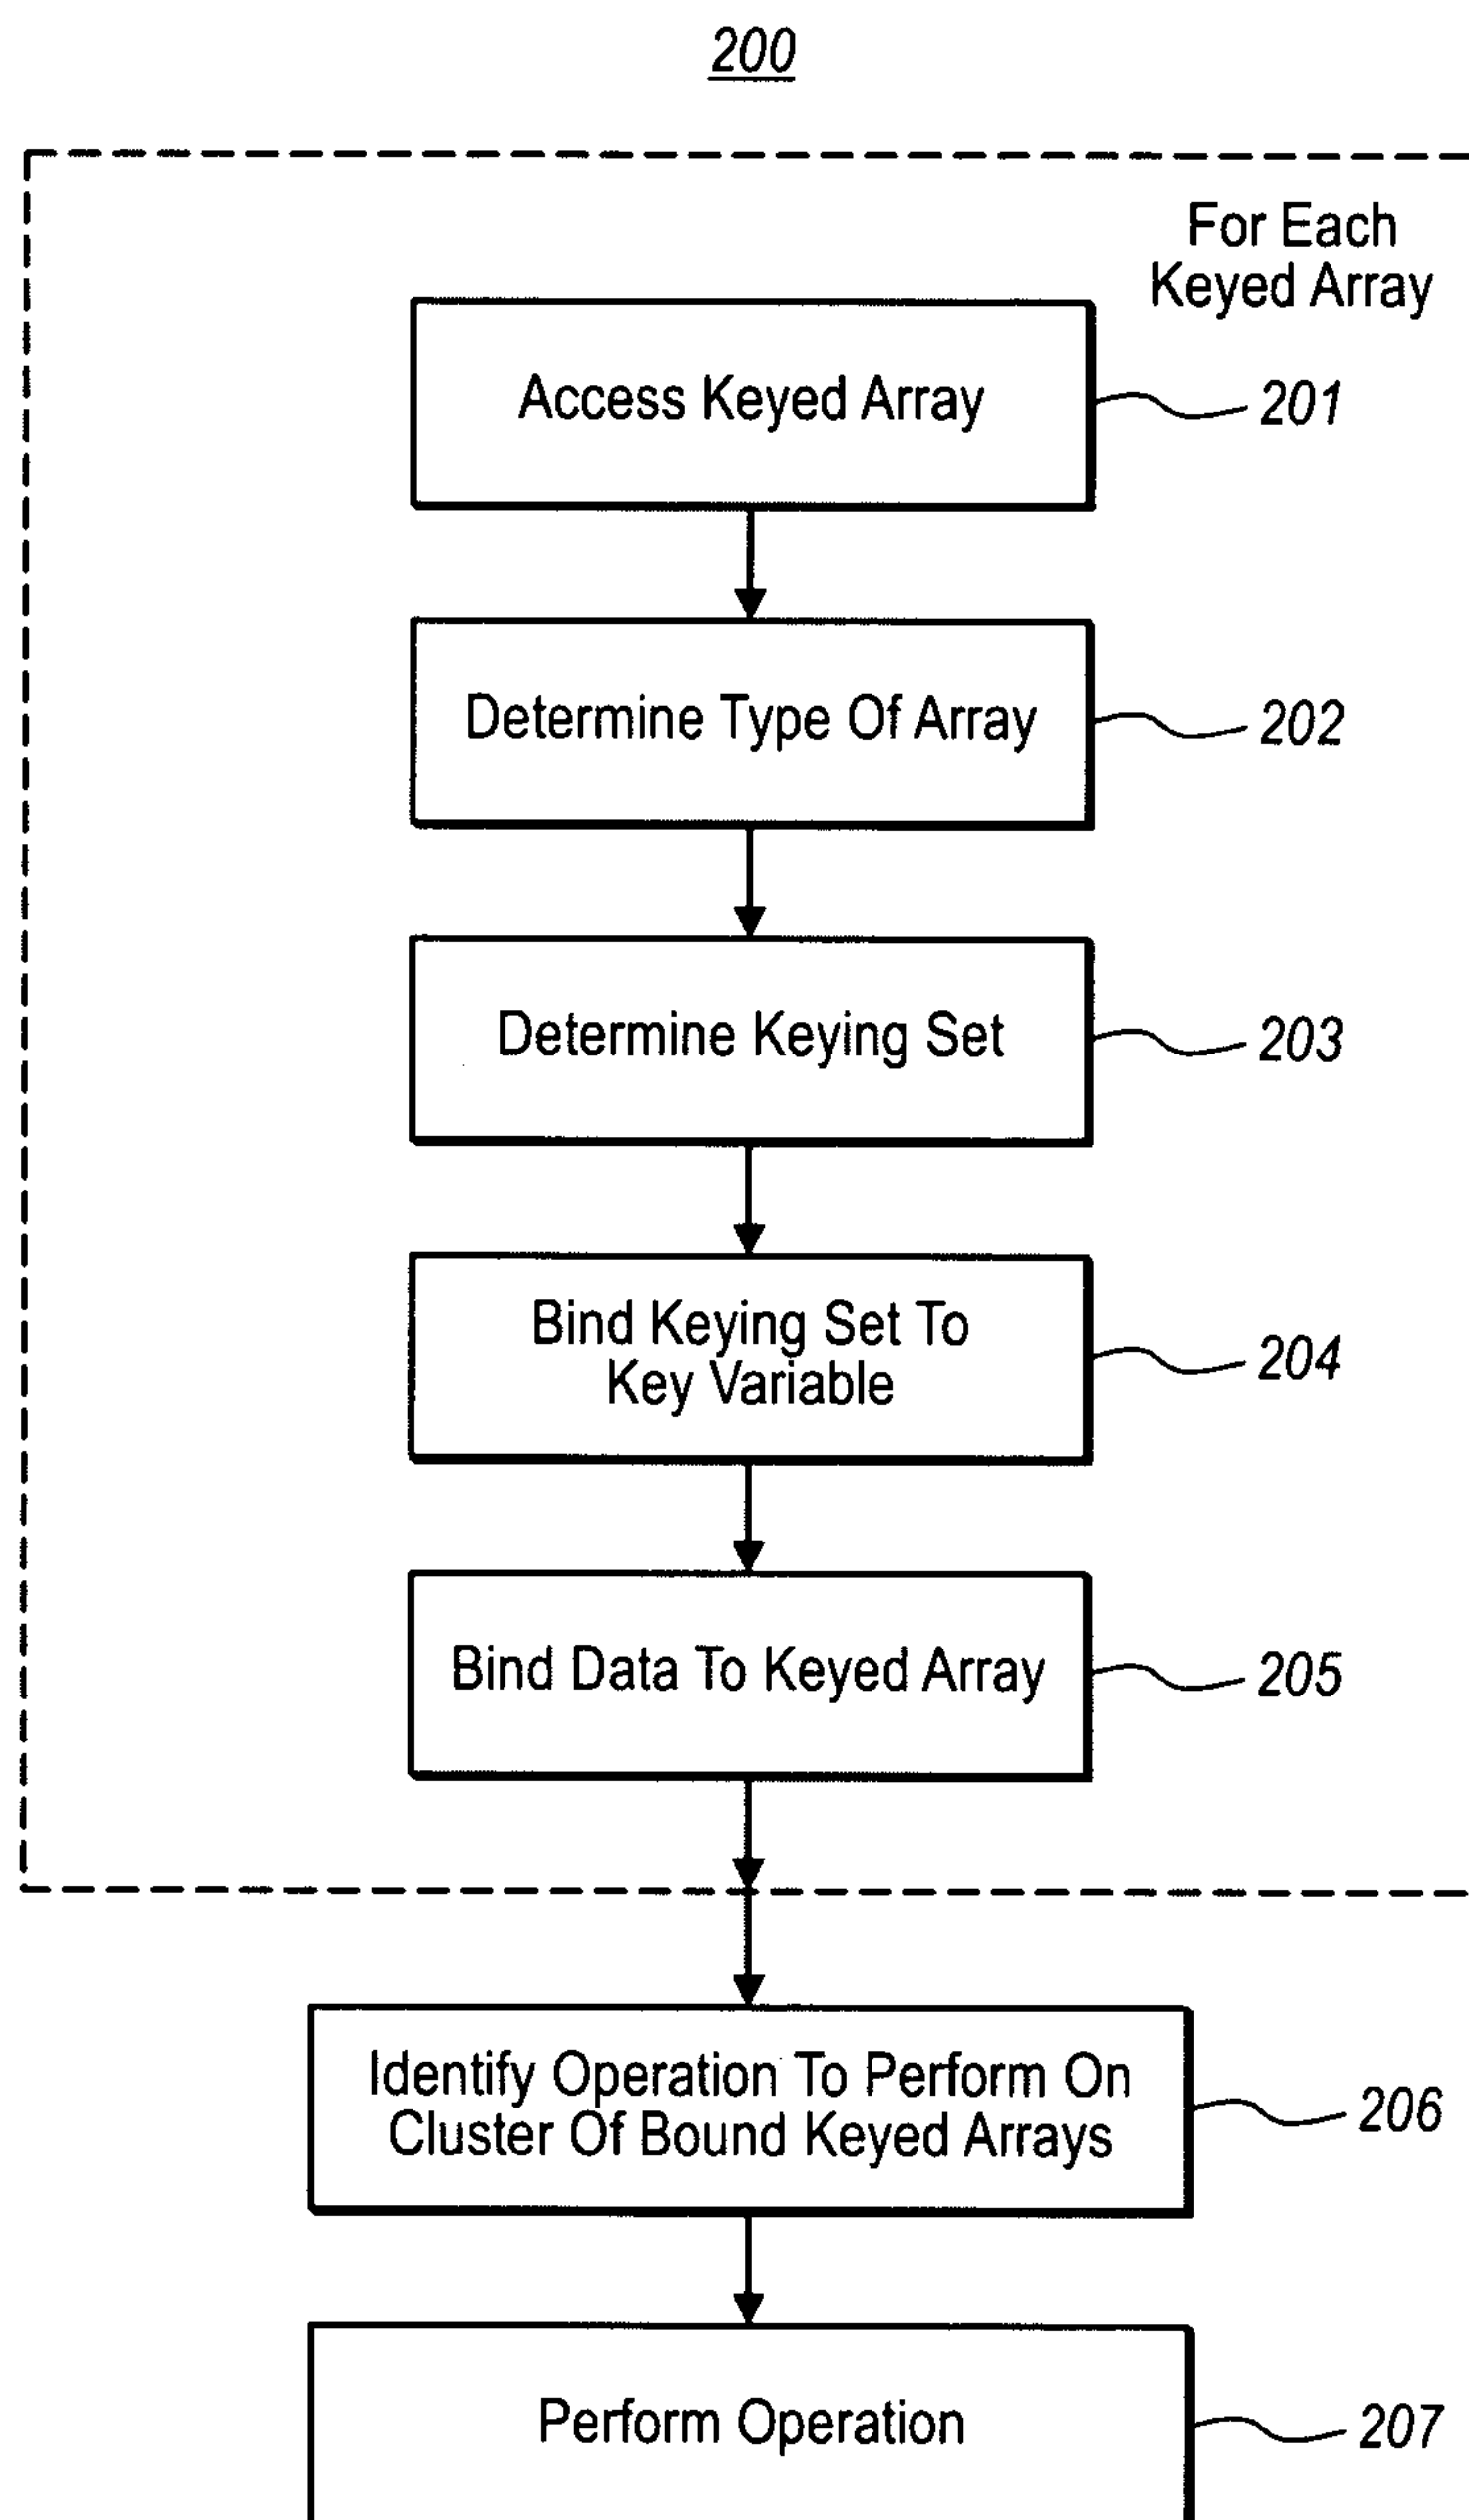 200
For Each
Keyed Array
Access Keyed Array
201
Determine Type Of Array
202
Determine Keying Set
203
Bind Keying Set To
Key Variable
204
Bind Data To Keyed Array
205
Identify Operation To Perform On
Cluster Of Bound Keyed Arrays
206
Perform Operation
207